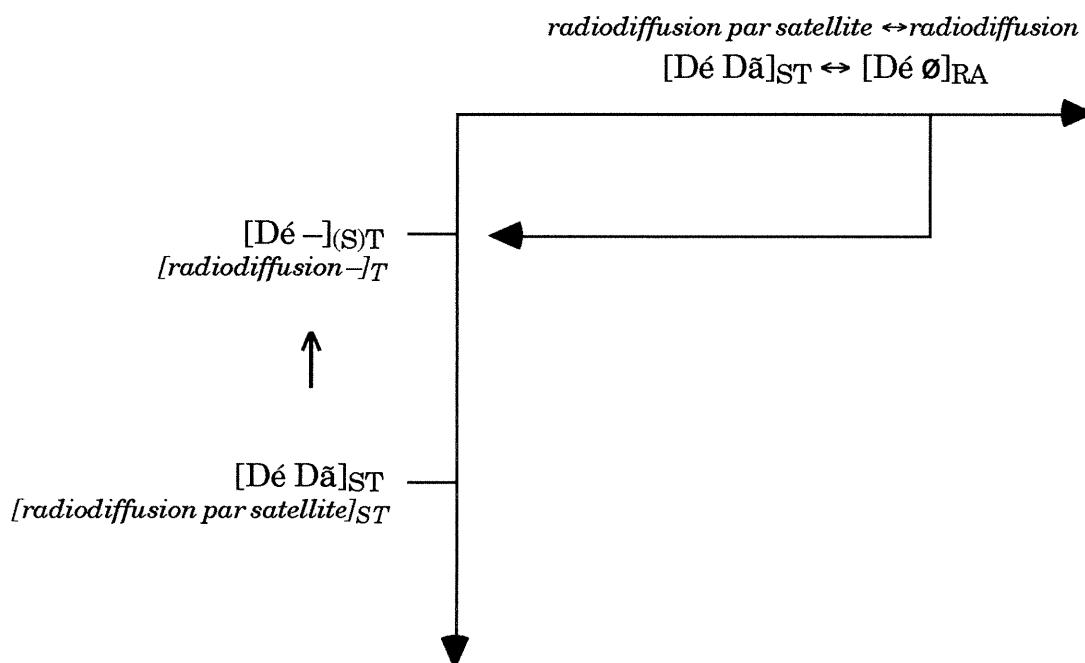 radiodiffusion par satellite ↔radiodiffusion
[Dé Dã]ST ↔ [Dé ø]RA
[Dé –](S)T
[radiodiffusion–]T
[Dé Dã]ST
[radiodiffusion par satellite]ST